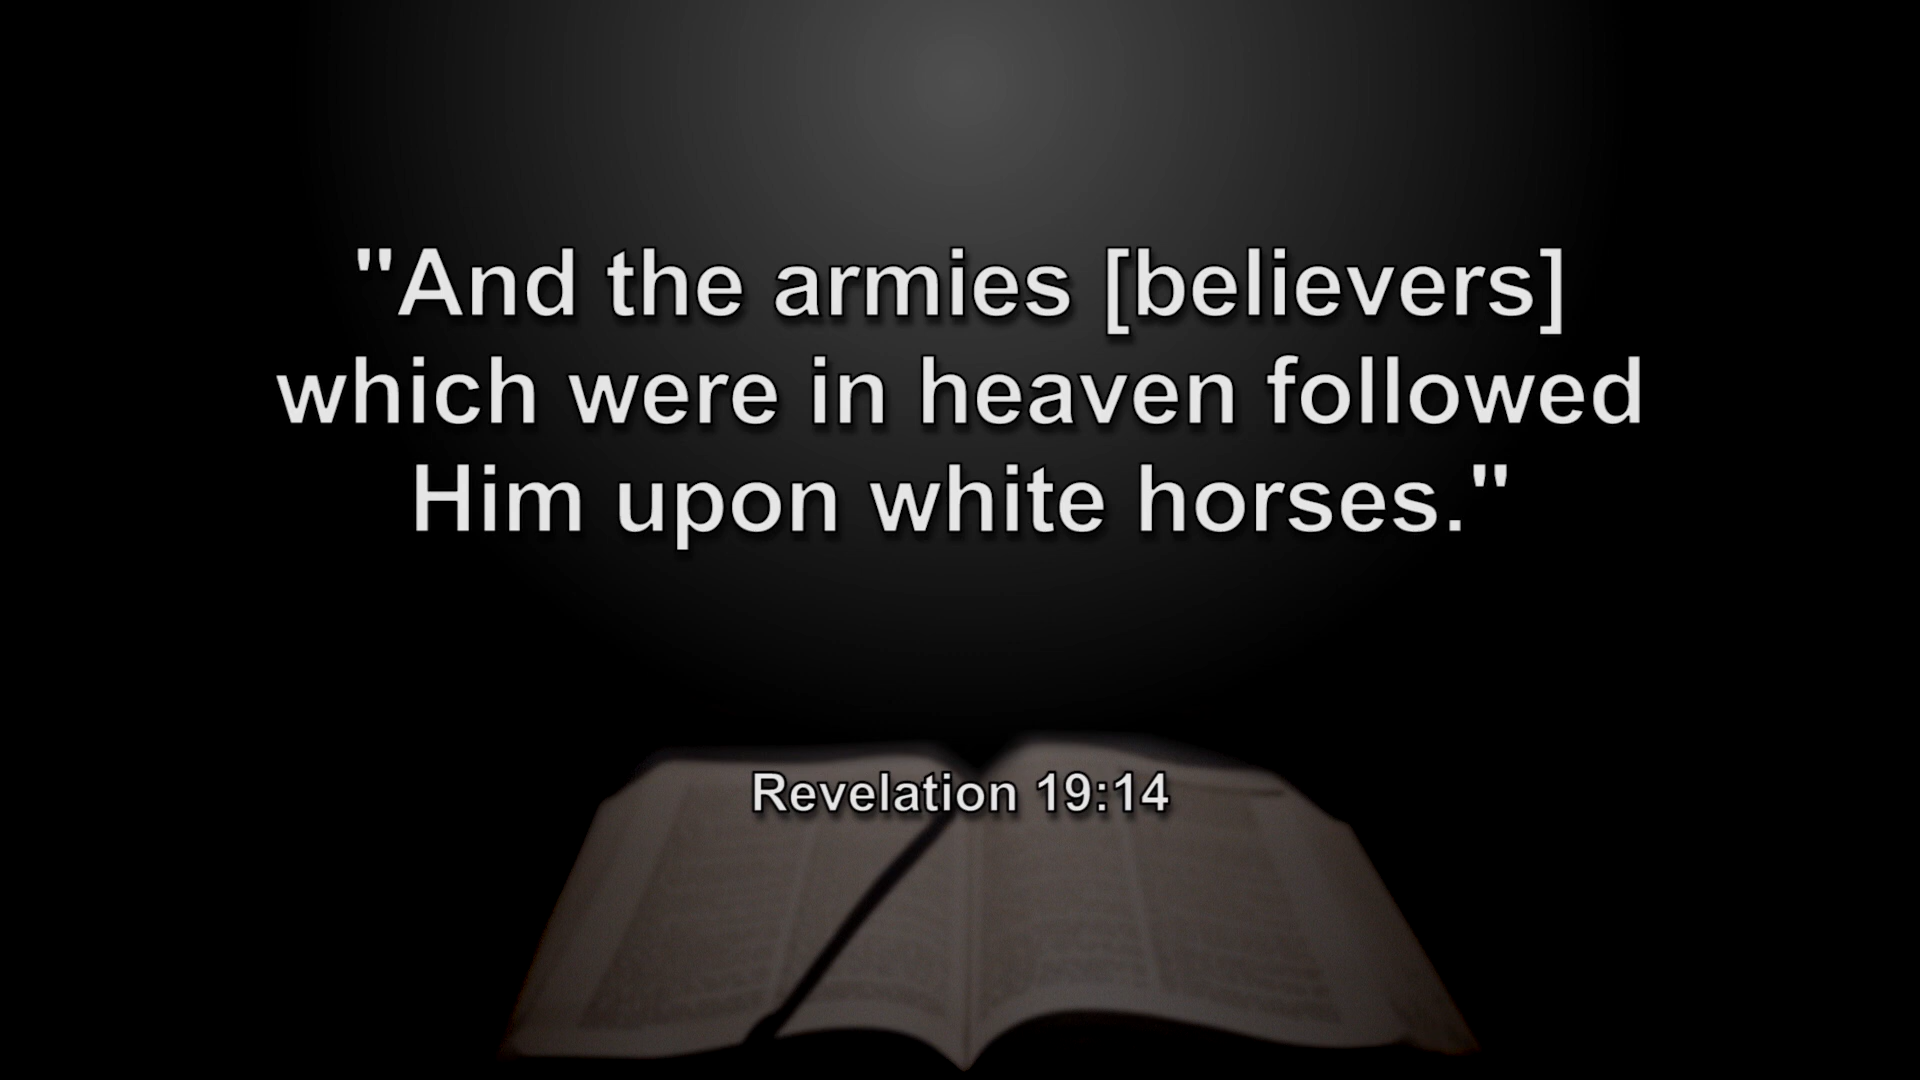 "And the armies [believers]
which were in heaven followed
Him upon white horses."
Revelation 19:14